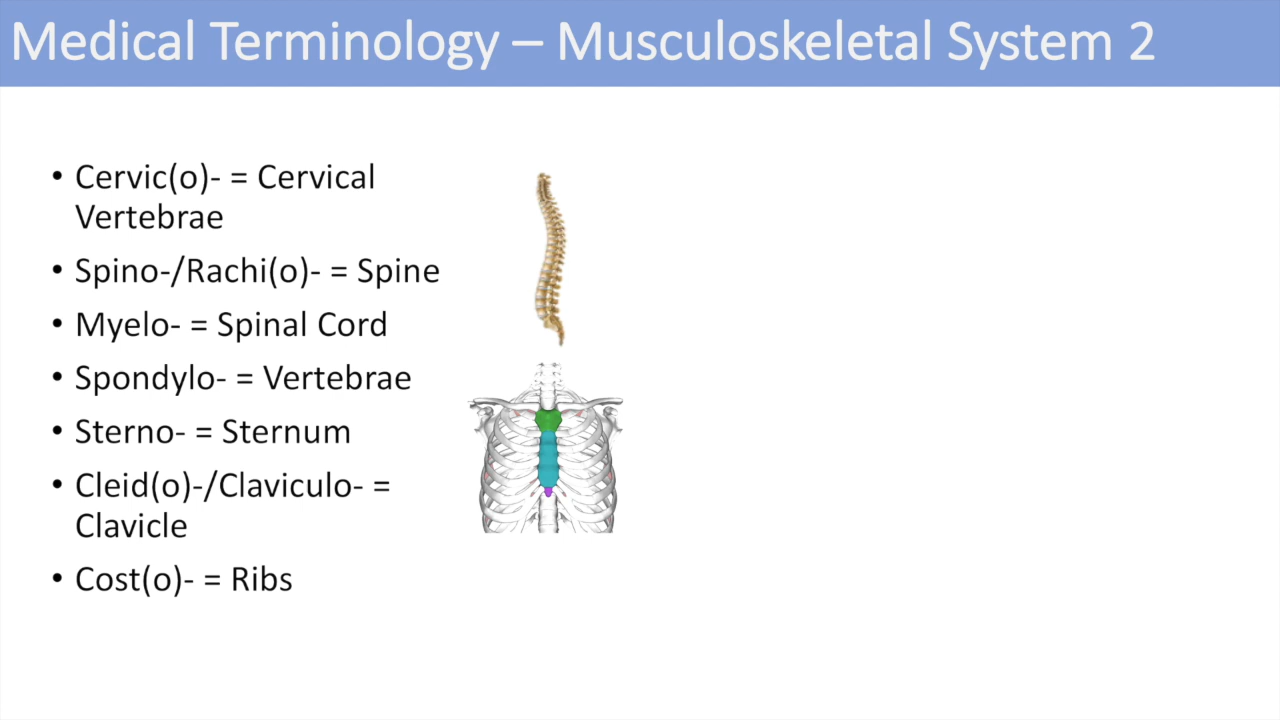 Medical Terminology – Musculoskeletal System 2
• Cervic(o)- = Cervical
Vertebrae
• Spino-/Rachi(o)- = Spine
• Myelo- = Spinal Cord
• Spondylo- = Vertebrae
• Sterno- = Sternum
• Cleid(o)-/Claviculo- =
Clavicle
• Cost(o)- = Ribs